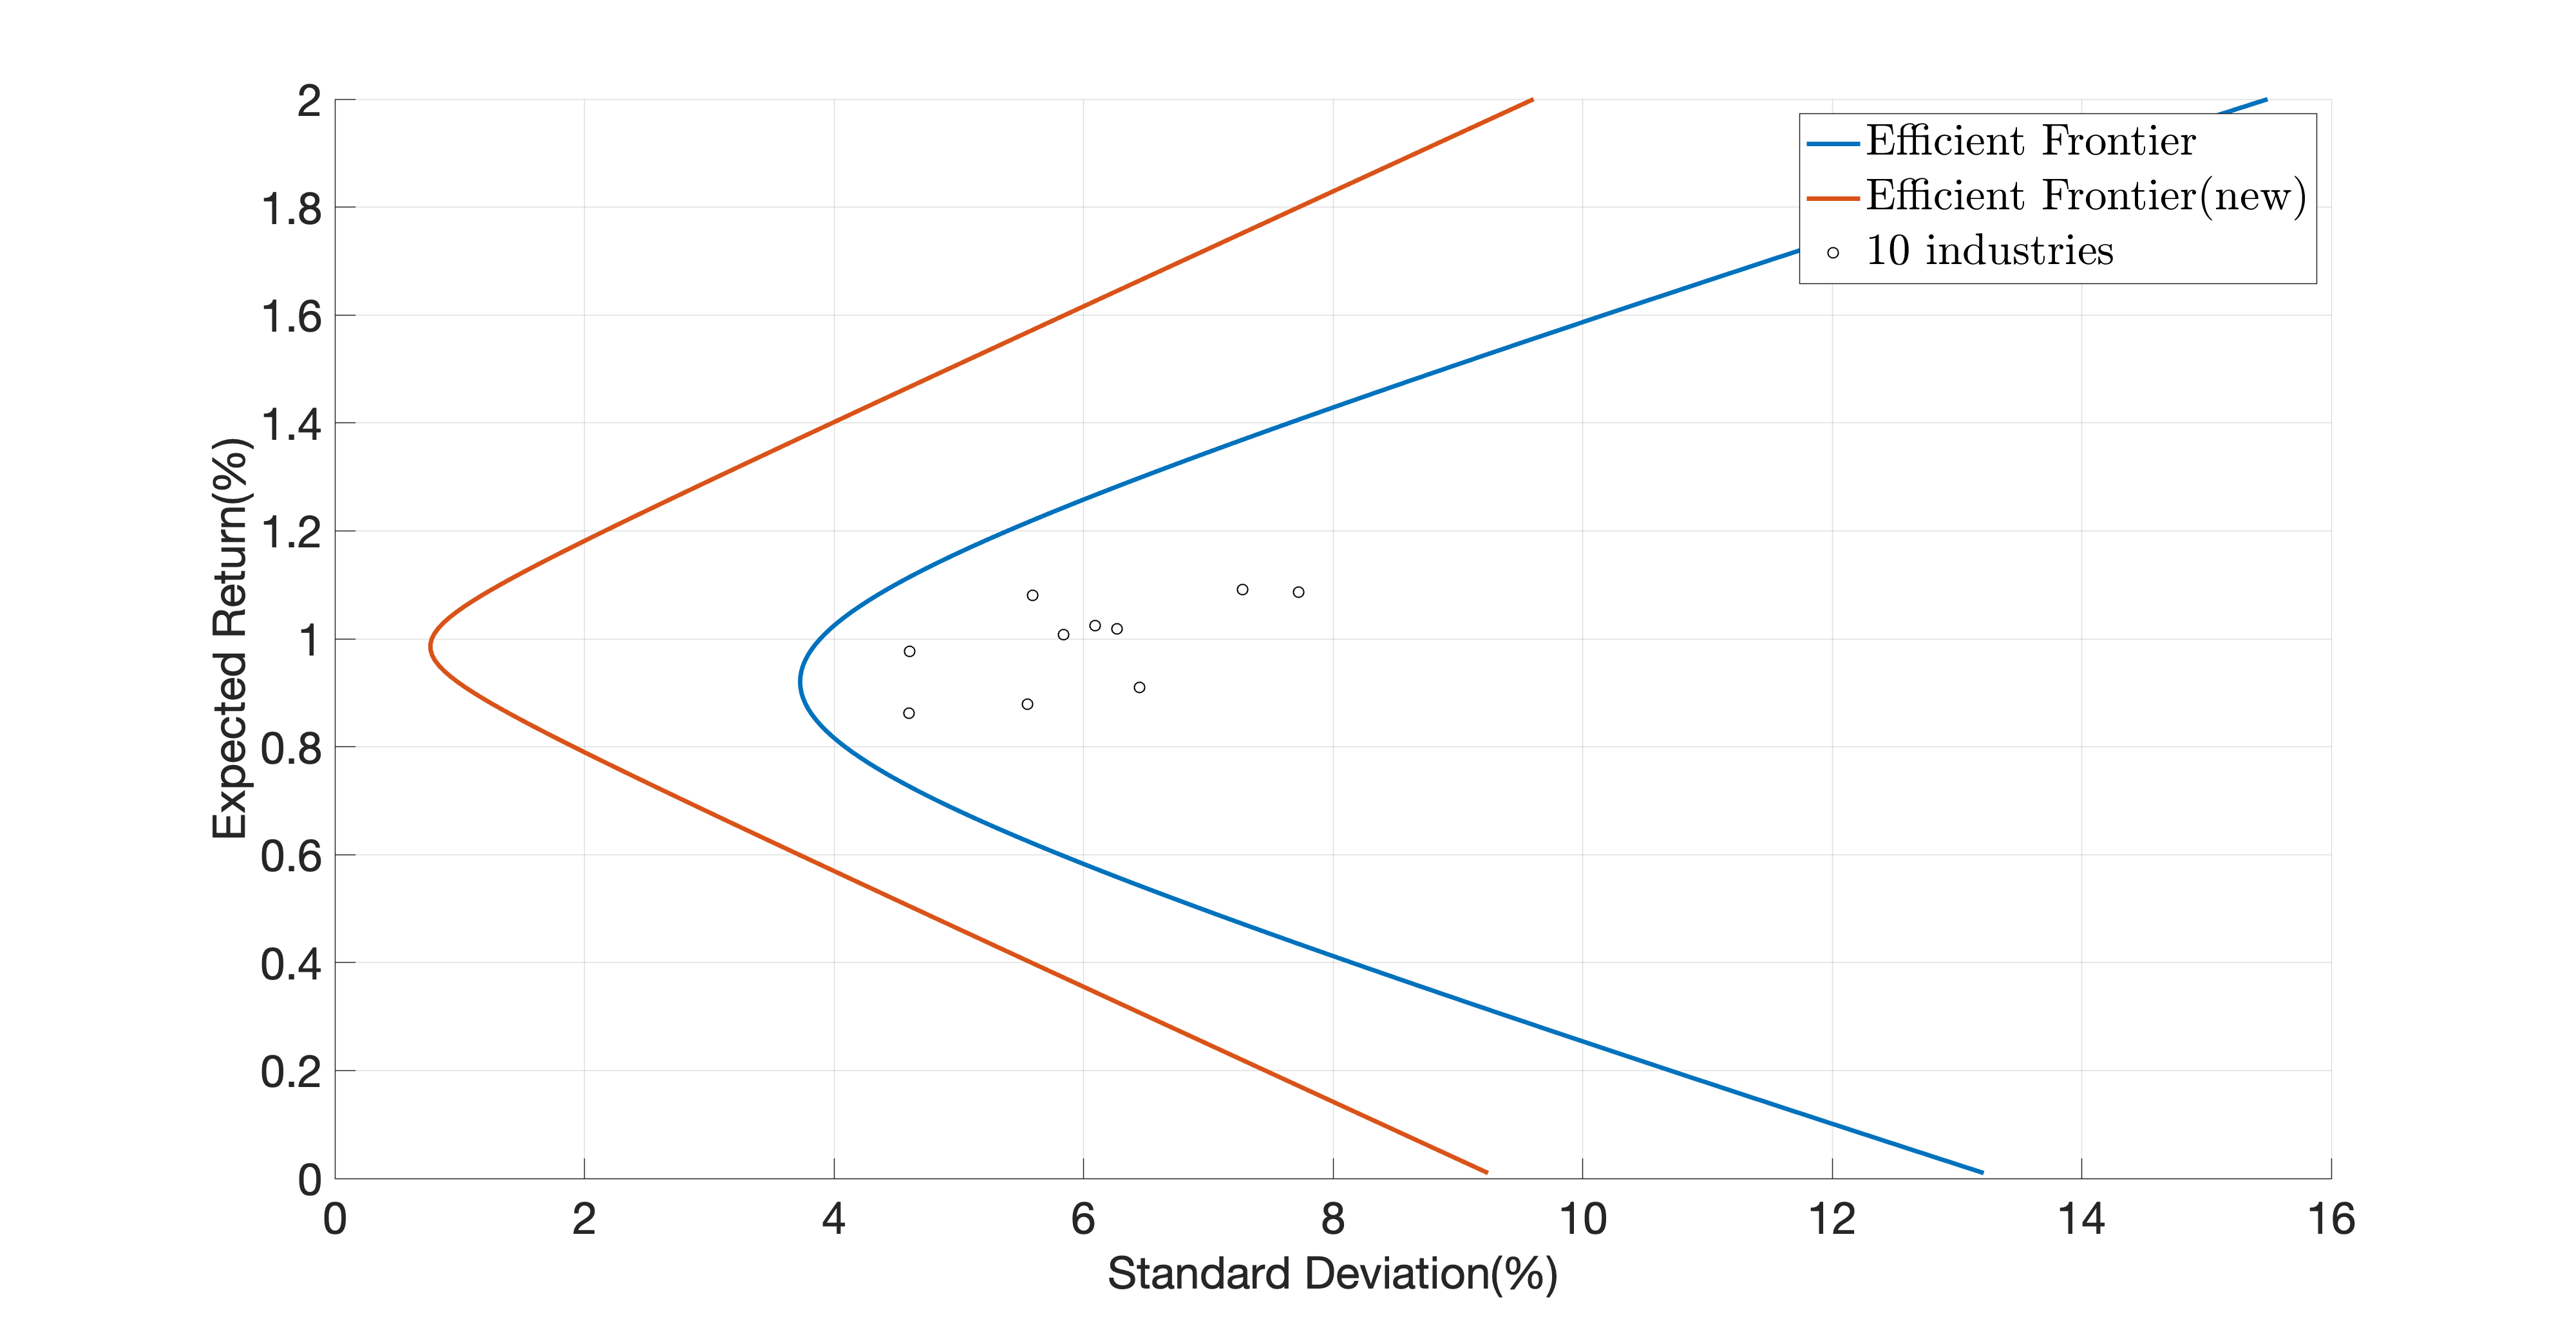 Efficient Frontier
Efficient Frontier(new)
10 industries
Expected Return(%)
2
1.8
1.6
1.4
1.2
1
0.8
0.6
0.4
0.2
0
0 2 4 6 8 10 12 14 16
Standard Deviation(%)